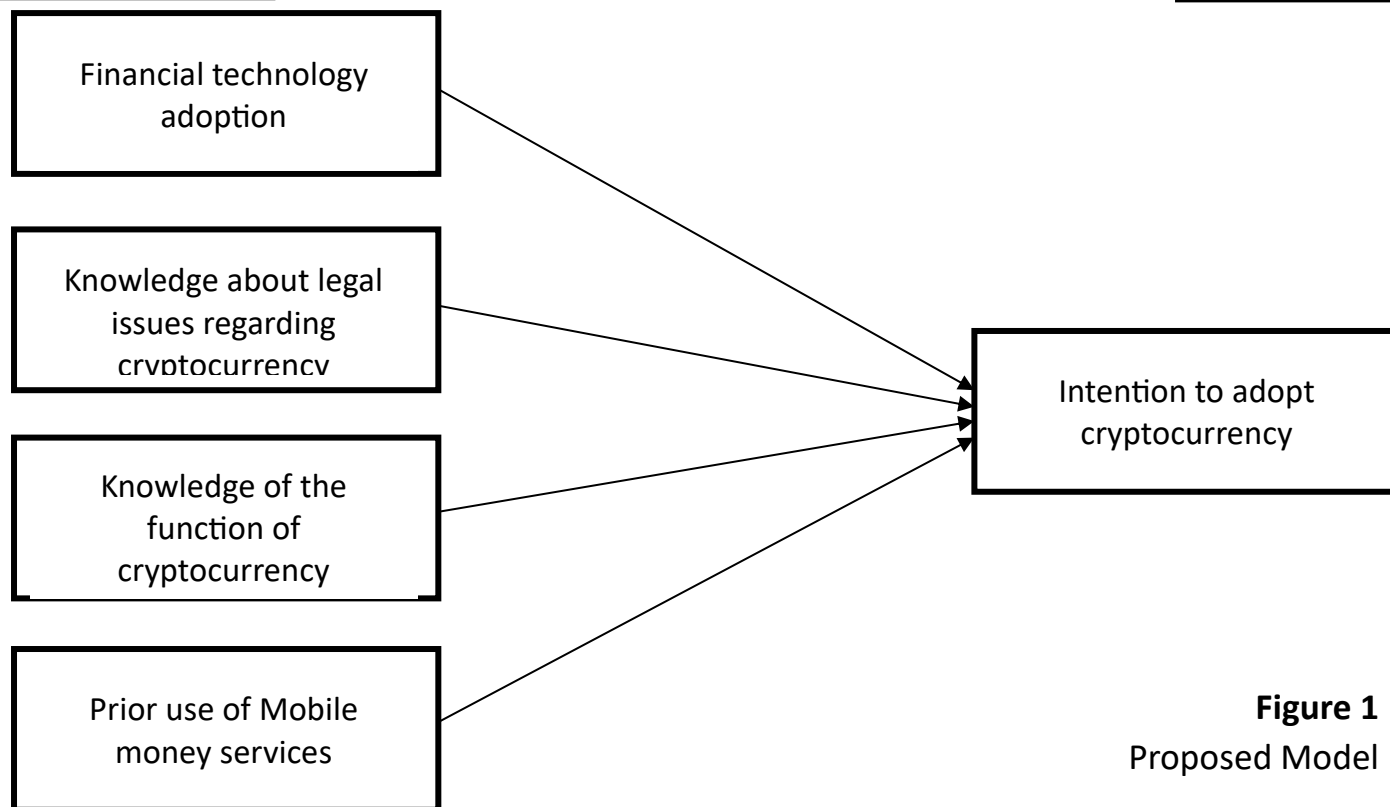 Financial technology
adoption
Knowledge about legal
issues regarding
cryptocurrency
Knowledge of the
function of
cryptocurrency
Prior use of Mobile
money services
Intention to adopt
cryptocurrency
Figure 1
Proposed Model